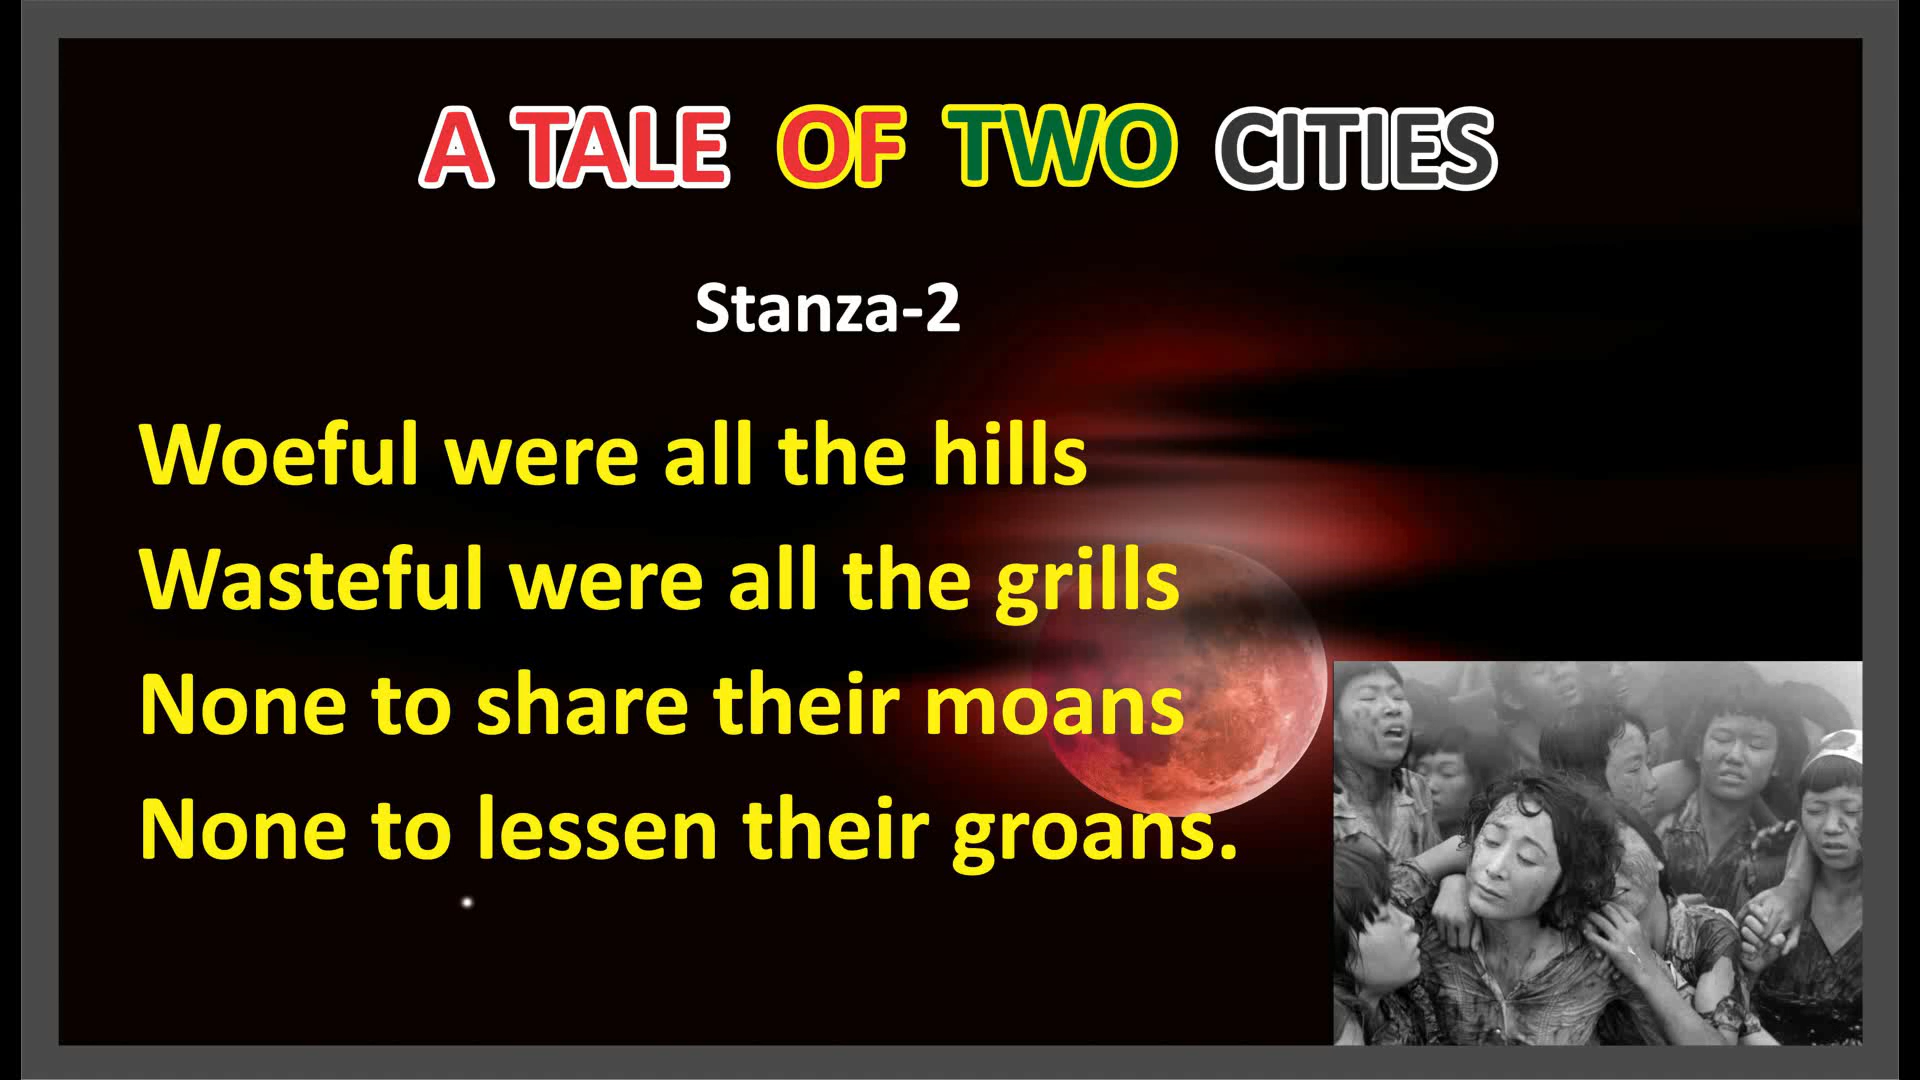 A TALE OF TWO CITIES
Stanza-2
Woeful were all the hills
Wasteful were all the grills
None to share their moans
None to lessen their groans.